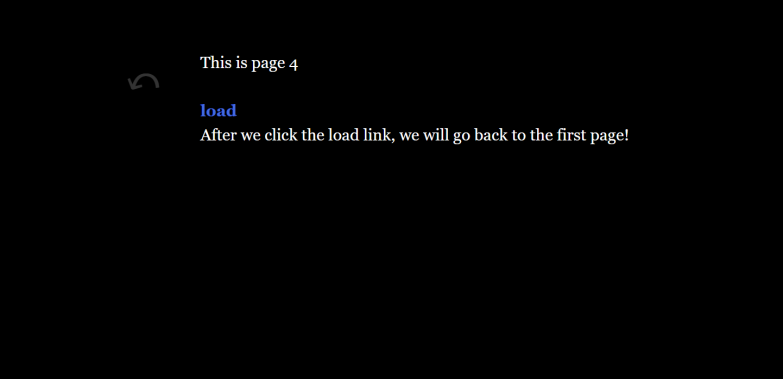 This is page 4
load
After we click the load link, we will go back to the first page!